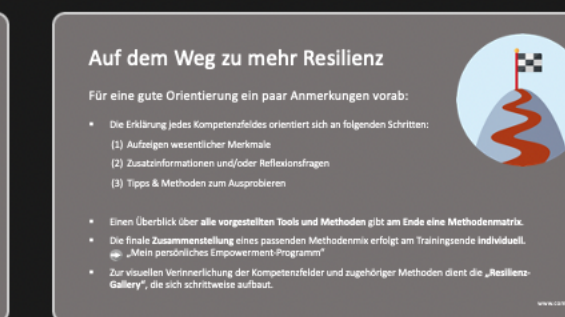 Auf dem Weg zu mehr Resilienz
Für eine gute Orientierung ein paar Anmerkungen vorab:
▪ Die Erklärung jedes Kompetenzfeldes orientiert sich an folgenden Schritten:
(1) Aufzeigen wesentlicher Merkmale
(2) Zusatzinformationen und/oder Reflexionsfragen
(3) Tipps & Methoden zum Ausprobieren
▪ Einen Überblick über alle vorgestellten Tools und Methoden gibt am Ende eine Methodenmatrix.
▪ Die finale Zusammenstellung eines passenden Methodenmix erfolgt am Trainingsende individuell.
„Mein persönliches Empowerment-Programm“
▪ Zur visuellen Verinnerlichung der Kompetenzfelder und zugehöriger Methoden dient die „Resilienz-
Gallery“, die sich schrittweise aufbaut.